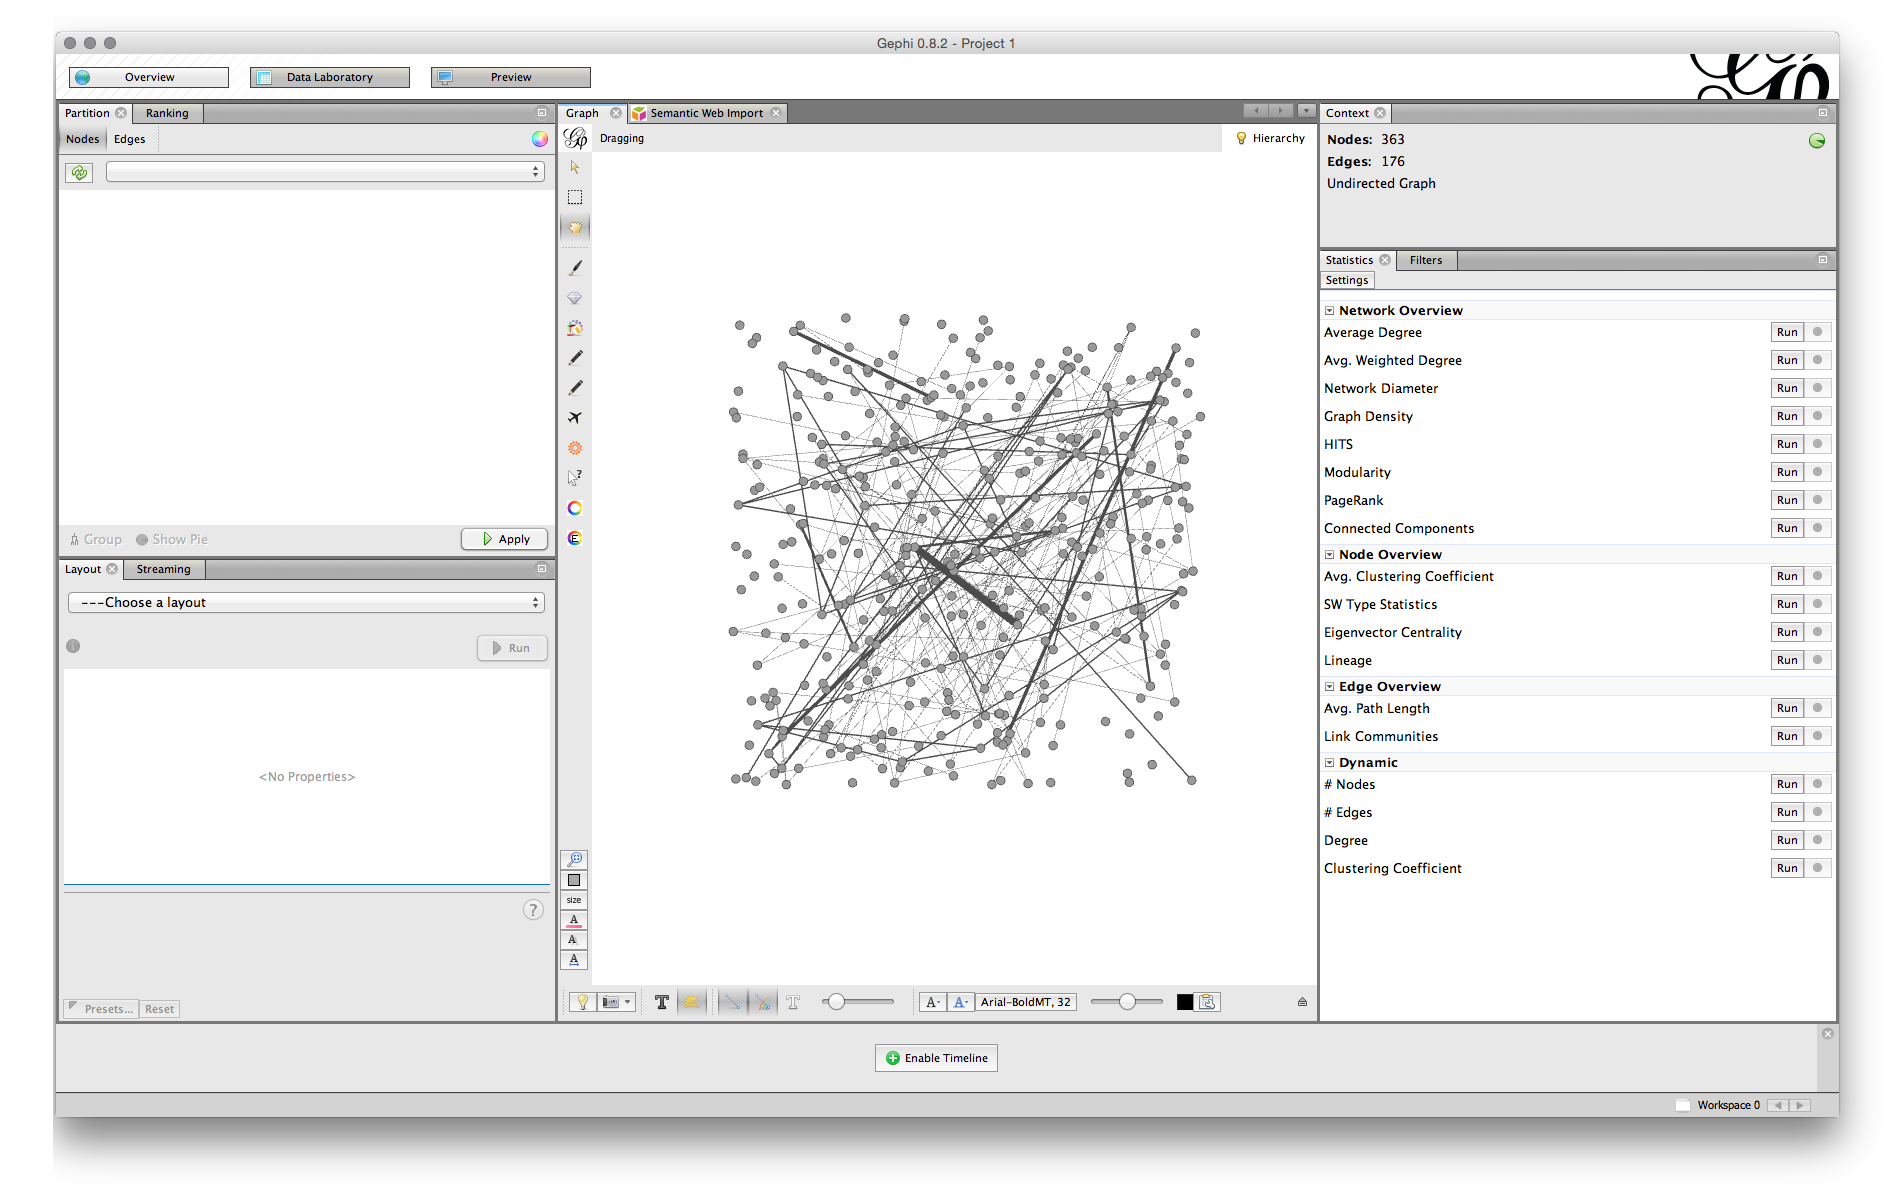 Gephi 0.8.2 - Project 1
Overview
Data Laboratory
Preview
Partition
Ranking
Nodes
Edges
Group
Show Pie
Apply
Layout
Streaming
---Choose a layout
Run
<No Properties>
?
Presets...
Reset
Graph
Semantic Web Import
Dragging
Hierarchy
?
E
size
A
A
A
T
T
A
A
Arial-BoldMT, 32
Context
Nodes: 363
Edges: 176
Undirected Graph
Statistics
Filters
Settings
Network Overview
Average Degree Run
Avg. Weighted Degree Run
Network Diameter Run
Graph Density Run
HITS Run
Modularity Run
PageRank Run
Connected Components Run
Node Overview
Avg. Clustering Coefficient Run
SW Type Statistics Run
Eigenvector Centrality Run
Lineage Run
Edge Overview
Avg. Path Length Run
Link Communities Run
Dynamic
# Nodes Run
# Edges Run
Degree Run
Clustering Coefficient Run
Enable Timeline
Workspace 0